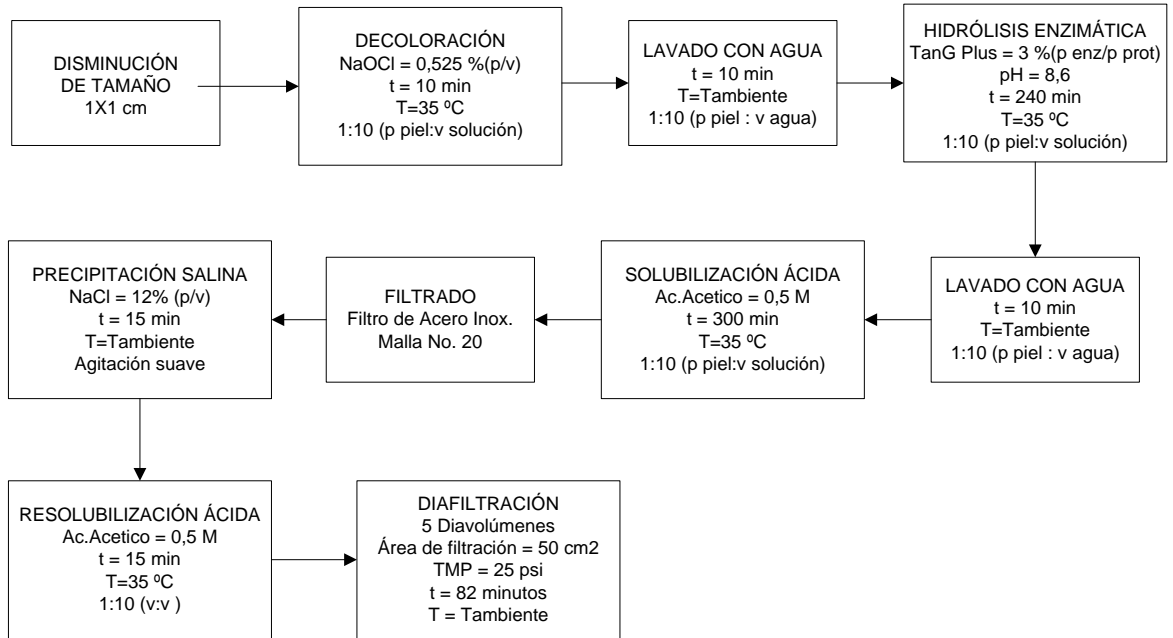 DISMINUCIÓN
DE TAMAÑO
1X1 cm
DECOLORACIÓN
NaOCl = 0,525 %(p/v)
t = 10 min
T=35 ºC
1:10 (p piel:v solución)
LAVADO CON AGUA
t = 10 min
T=Tambiente
1:10 (p piel : v agua)
HIDRÓLISIS ENZIMÁTICA
TanG Plus = 3 %(p enz/p prot)
pH = 8,6
t = 240 min
T=35 ºC
1:10 (p piel:v solución)
LAVADO CON AGUA
t = 10 min
T=Tambiente
1:10 (p piel : v agua)
SOLUBILIZACIÓN ÁCIDA
Ac.Acetico = 0,5 M
t = 300 min
T=35 ºC
1:10 (p piel:v solución)
FILTRADO
Filtro de Acero Inox.
Malla No. 20
PRECIPITACIÓN SALINA
NaCl = 12% (p/v)
t = 15 min
T=Tambiente
Agitación suave
RESOLUBILIZACIÓN ÁCIDA
Ac.Acetico = 0,5 M
t = 15 min
T=35 ºC
1:10 (v:v )
DIAFILTRACIÓN
5 Diavolúmenes
Área de filtración = 50 cm2
TMP = 25 psi
t = 82 minutos
T = Tambiente